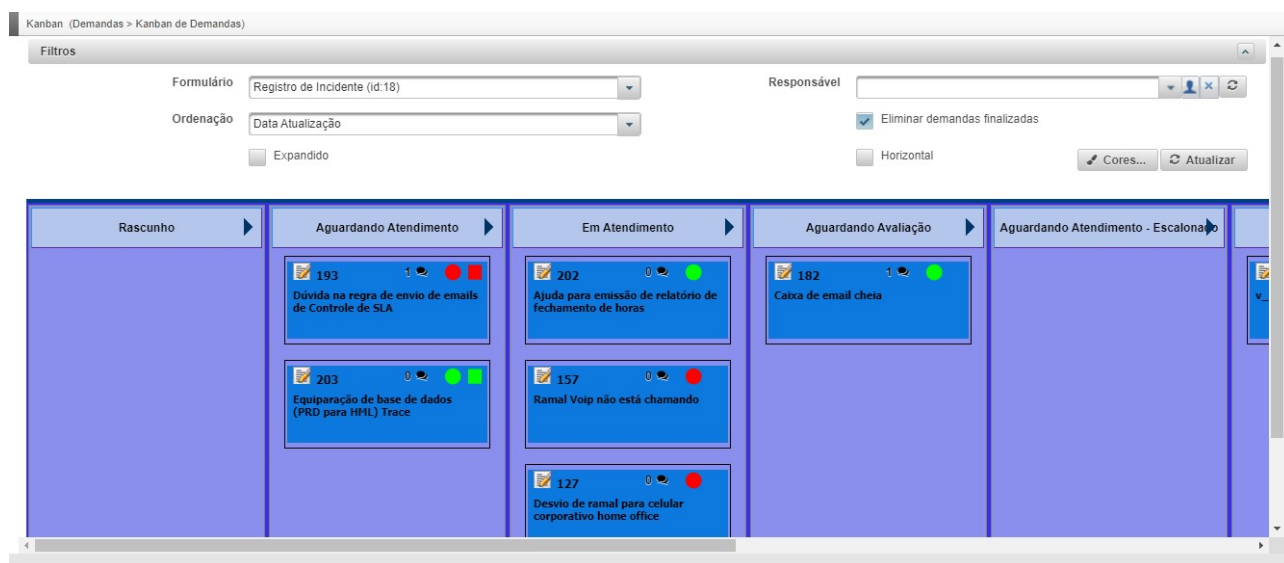 Kanban (Demandas > Kanban de Demandas)
Filtros
Formulário Registro de Incidente (id:18) Responsável
Ordenação Data Atualização Eliminar demandas finalizadas
Expandido Horizontal Cores... Atualizar
Rascunho Aguardando Atendimento Em Atendimento Aguardando Avaliação Aguardando Atendimento - Escalonado
193 1
Dúvida na regra de envio de emails
de Controle de SLA
202 0
Ajuda para emissão de relatório de
fechamento de horas
182 1
Caixa de email cheia
v_
203 0
Equiparação de base de dados
(PRD para HML) Trace
157 0
Ramal Voip não está chamando
127 0
Desvio de ramal para celular
corporativo home office